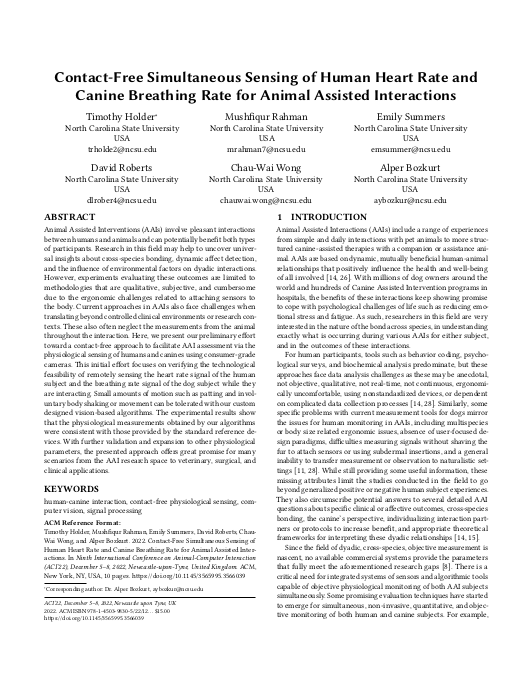 Contact-Free Simultaneous Sensing of Human Heart Rate and
Canine Breathing Rate for Animal Assisted Interactions
Timothy Holder*
North Carolina State University
USA
trholde2@ncsu.edu
Mushfiqur Rahman
North Carolina State University
USA
mrahman7@ncsu.edu
Emily Summers
North Carolina State University
USA
emsummer@ncsu.edu
David Roberts
North Carolina State University
USA
dlrober4@ncsu.edu
Chau-Wai Wong
North Carolina State University
USA
chauwai.wong@ncsu.edu
Alper Bozkurt
North Carolina State University
USA
aybozkur@ncsu.edu
ABSTRACT
Animal Assisted Interventions (AAIs) involve pleasant interactions
between humans and animals and can potentially benefit both types
of participants. Research in this field may help to uncover univer-
sal insights about cross-species bonding, dynamic affect detection,
and the influence of environmental factors on dyadic interactions.
However, experiments evaluating these outcomes are limited to
methodologies that are qualitative, subjective, and cumbersome
due to the ergonomic challenges related to attaching sensors to
the body. Current approaches in AAIs also face challenges when
translating beyond controlled clinical environments or research con-
texts. These also often neglect the measurements from the animal
throughout the interaction. Here, we present our preliminary effort
toward a contact-free approach to facilitate AAI assessment via the
physiological sensing of humans and canines using consumer-grade
cameras. This initial effort focuses on verifying the technological
feasibility of remotely sensing the heart rate signal of the human
subject and the breathing rate signal of the dog subject while they
are interacting. Small amounts of motion such as patting and invol-
untary body shaking or movement can be tolerated with our custom
designed vision-based algorithms. The experimental results show
that the physiological measurements obtained by our algorithms
were consistent with those provided by the standard reference de-
vices. With further validation and expansion to other physiological
parameters, the presented approach offers great promise for many
scenarios from the AAI research space to veterinary, surgical, and
clinical applications.
KEYWORDS
human-canine interaction, contact-free physiological sensing, com-
puter vision, signal processing
ACM Reference Format:
Timothy Holder, Mushfiqur Rahman, Emily Summers, David Roberts, Chau-
Wai Wong, and Alper Bozkurt. 2022. Contact-Free Simultaneous Sensing of
Human Heart Rate and Canine Breathing Rate for Animal Assisted Inter-
actions. In Ninth International Conference on Animal-Computer Interaction
(ACI'22), December 5–8, 2022, Newcastle-upon-Tyne, United Kingdom. ACM,
New York, NY, USA, 10 pages. https://doi.org/10.1145/3565995.3566039
*Corresponding author: Dr. Alper Bozkurt, aybozkur@ncsu.edu
ACI'22, December 5–8, 2022, Newcastle upon Tyne, UK
2022. ACM ISBN 978-1-4503-9830-5/22/12... $15.00
https://doi.org/10.1145/3565995.3566039
1 INTRODUCTION
Animal Assisted Interactions (AAIs) include a range of experiences
from simple and daily interactions with pet animals to more struc-
tured canine-assisted therapies with a companion or assistance ani-
mal. AAIs are based on dynamic, mutually beneficial human-animal
relationships that positively influence the health and well-being
of all involved [14, 26]. With millions of dog owners around the
world and hundreds of Canine Assisted Intervention programs in
hospitals, the benefits of these interactions keep showing promise
to cope with psychological challenges of life such as reducing emo-
tional stress and fatigue. As such, researchers in this field are very
interested in the nature of the bond across species, in understanding
exactly what is occurring during various AAIs for either subject,
and in the outcomes of these interactions.
For human participants, tools such as behavior coding, psycho-
logical surveys, and biochemical analysis predominate, but these
approaches face data analysis challenges as these may be anecdotal,
not objective, qualitative, not real-time, not continuous, ergonomi-
cally uncomfortable, using nonstandardized devices, or dependent
on complicated data collection processes [14, 28]. Similarly, some
specific problems with current measurement tools for dogs mirror
the issues for human monitoring in AAIs, including multispecies
or body size related ergonomic issues, absence of user-focused de-
sign paradigms, difficulties measuring signals without shaving the
fur to attach sensors or using subdermal insertions, and a general
inability to transfer measurement or observation to naturalistic set-
tings [11, 28]. While still providing some useful information, these
missing attributes limit the studies conducted in the field to go
beyond generalized positive or negative human subject experiences.
They also circumscribe potential answers to several detailed AAI
questions about specific clinical or affective outcomes, cross-species
bonding, the canine's perspective, individualizing interaction part-
ners or protocols to increase benefit, and appropriate theoretical
frameworks for interpreting these dyadic relationships [14, 15].
Since the field of dyadic, cross-species, objective measurement is
nascent, no available commercial systems provide the parameters
that fully meet the aforementioned research gaps [8]. There is a
critical need for integrated systems of sensors and algorithmic tools
capable of objective physiological monitoring of both AAI subjects
simultaneously. Some promising evaluation techniques have started
to emerge for simultaneous, non-invasive, quantitative, and objec-
tive monitoring of both human and canine subjects. For example,